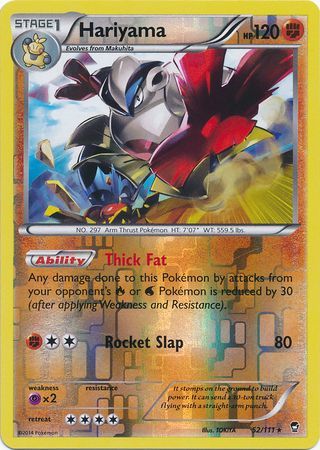 STAGE1
Hariyama
HP120
Evolves from Makuhita
NO. 297 Arm Thrust Pokémon HT: 7'07" WT: 559.5 lbs.
Ability Thick Fat
Any damage done to this Pokémon by attacks
from your opponent's or Pokémon is reduced by 30
(after applying Weakness and Resistance).
Rocket Slap 80
weakness resistance
×2
retreat
It stomps on the ground to build
power. It can send a 10-ton truck
flying with a straight-arm punch.
©2014 Pokémon
Illus. TOKIYA
52/111